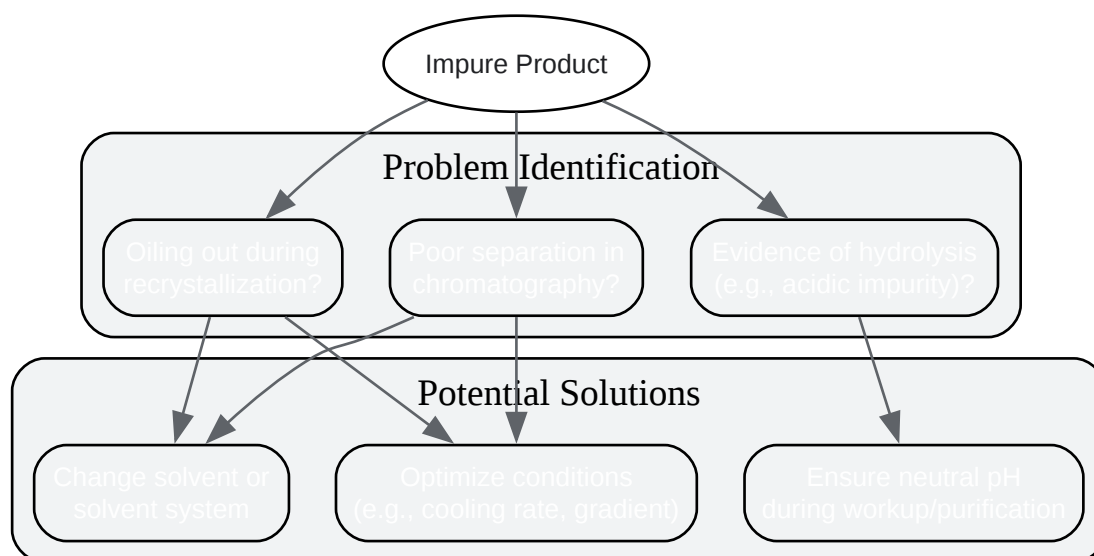 Impure Product
Problem Identification
Oiling out during
recrystallization?
Poor separation in
chromatography?
Evidence of hydrolysis
(e.g., acidic impurity)?
Potential Solutions
Change solvent or
solvent system
Optimize conditions
(e.g., cooling rate, gradient)
Ensure neutral pH
during workup/purification